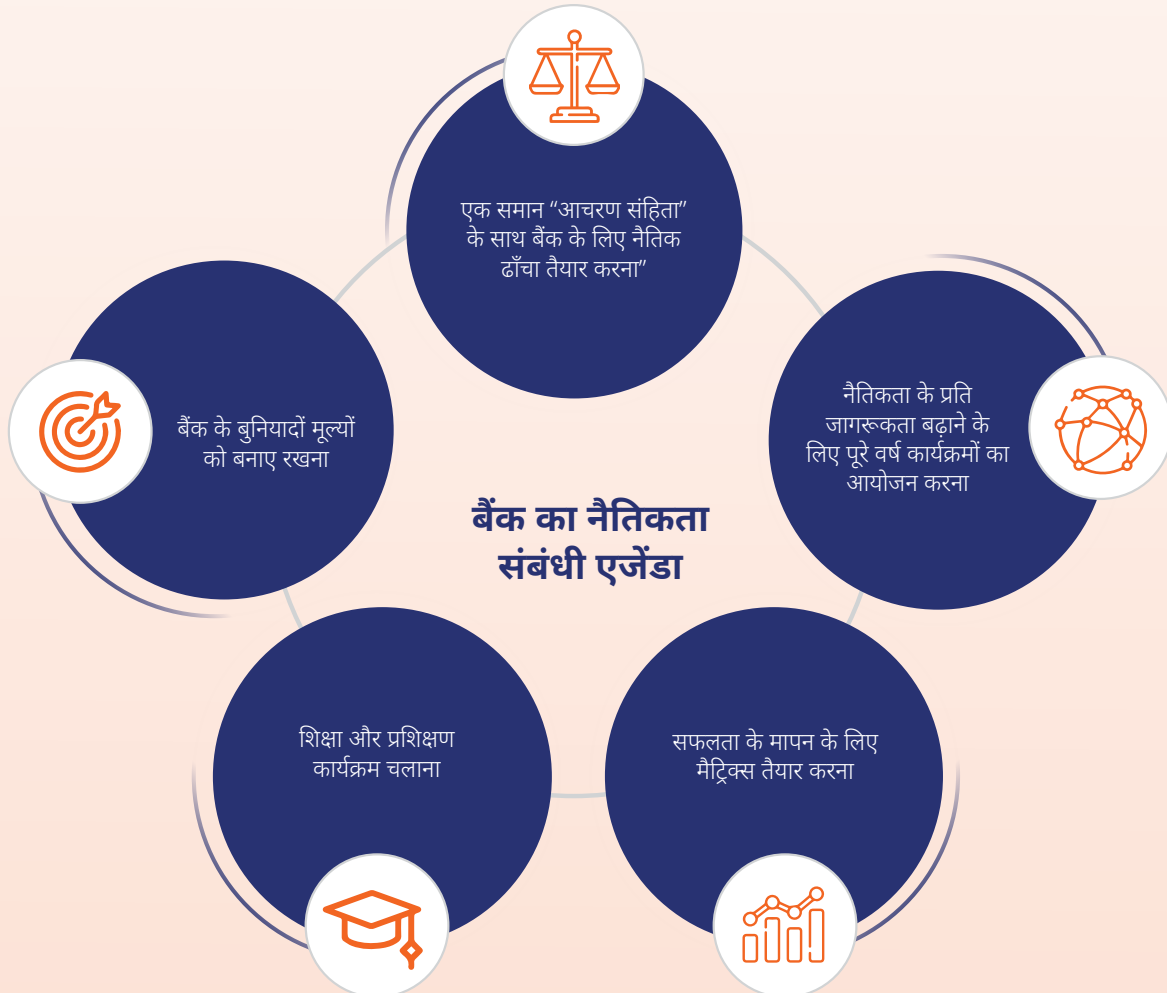 एक समान “आचरण संहिता”
के साथ बैंक के लिए नैतिक
ढाँचा तैयार करना”
नैतिकता के प्रति
जागरूकता बढ़ाने के
लिए पूरे वर्ष कार्यक्रमों का
आयोजन करना
बैंक के बुनियादों मूल्यों
को बनाए रखना
बैंक का नैतिकता
संबंधी एजेंडा
शिक्षा और प्रशिक्षण
कार्यक्रम चलाना
सफलता के मापन के लिए
मैट्रिक्स तैयार करना